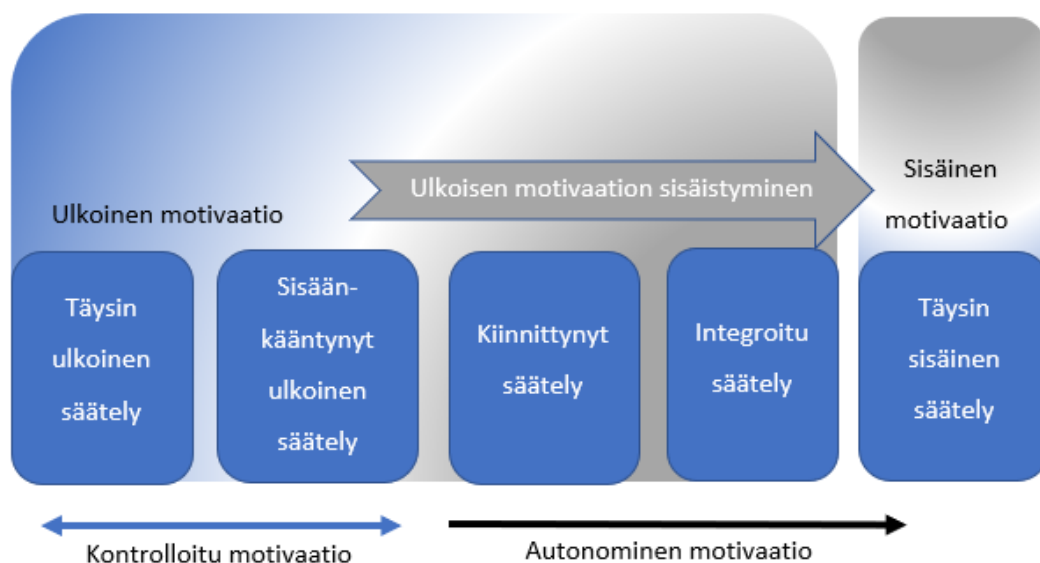 Ulkoinen motivaatio
Ulkoisen motivaation sisäistyminen
Sisäinen
motivaatio
Täysin
ulkoinen
säätely
Sisään-
kääntynyt
ulkoinen
säätely
Kiinnittynyt
säätely
Integroitu
säätely
Täysin
sisäinen
säätely
Kontrolloitu motivaatio
Autonominen motivaatio